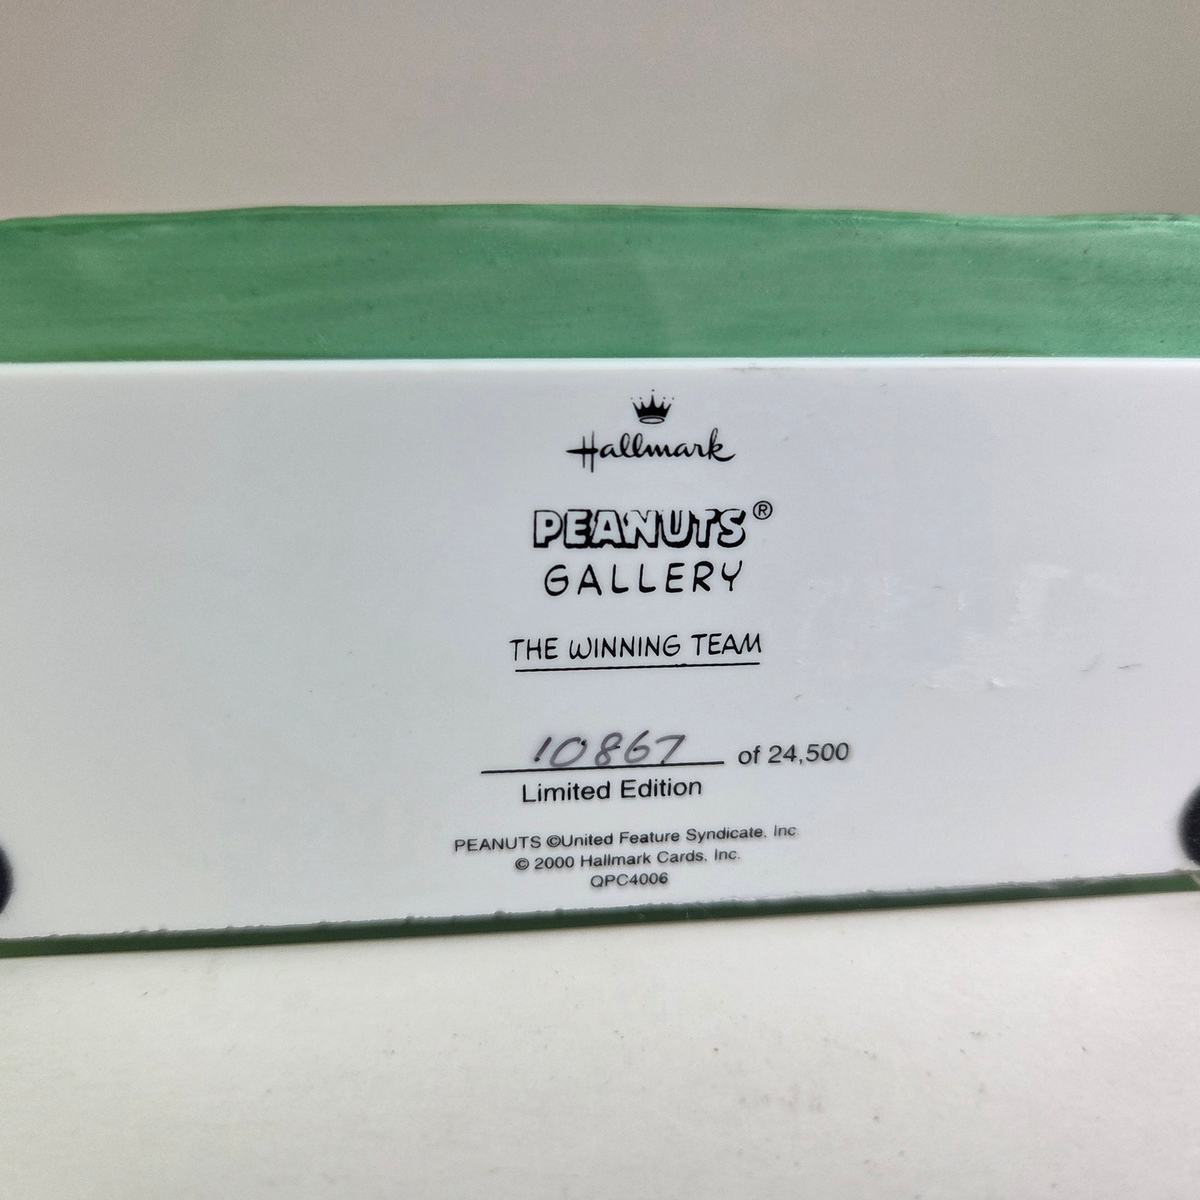 Hallmark
PEANUTS®
GALLERY
THE WINNING TEAM
10867 of 24,500
Limited Edition
PEANUTS ©United Feature Syndicate, Inc.
© 2000 Hallmark Cards, Inc.
QPC4006